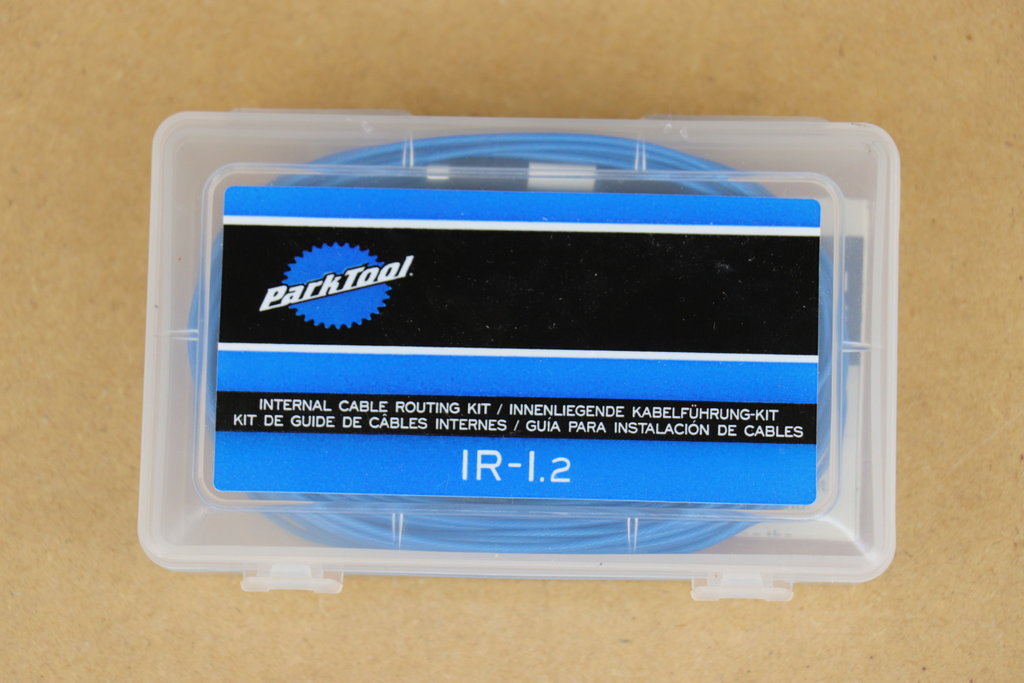 ParkTool
INTERNAL CABLE ROUTING KIT / INNENLIEGENDE KABELFÜHRUNG-KIT
KIT DE GUIDE DE CÂBLES INTERNES / GUÍA PARA INSTALACIÓN DE CABLES
IR-1.2